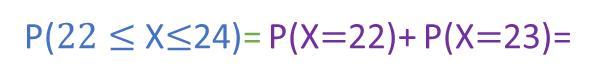 P(22 ≤ X≤24)= P(X=22)+ P(X=23)=